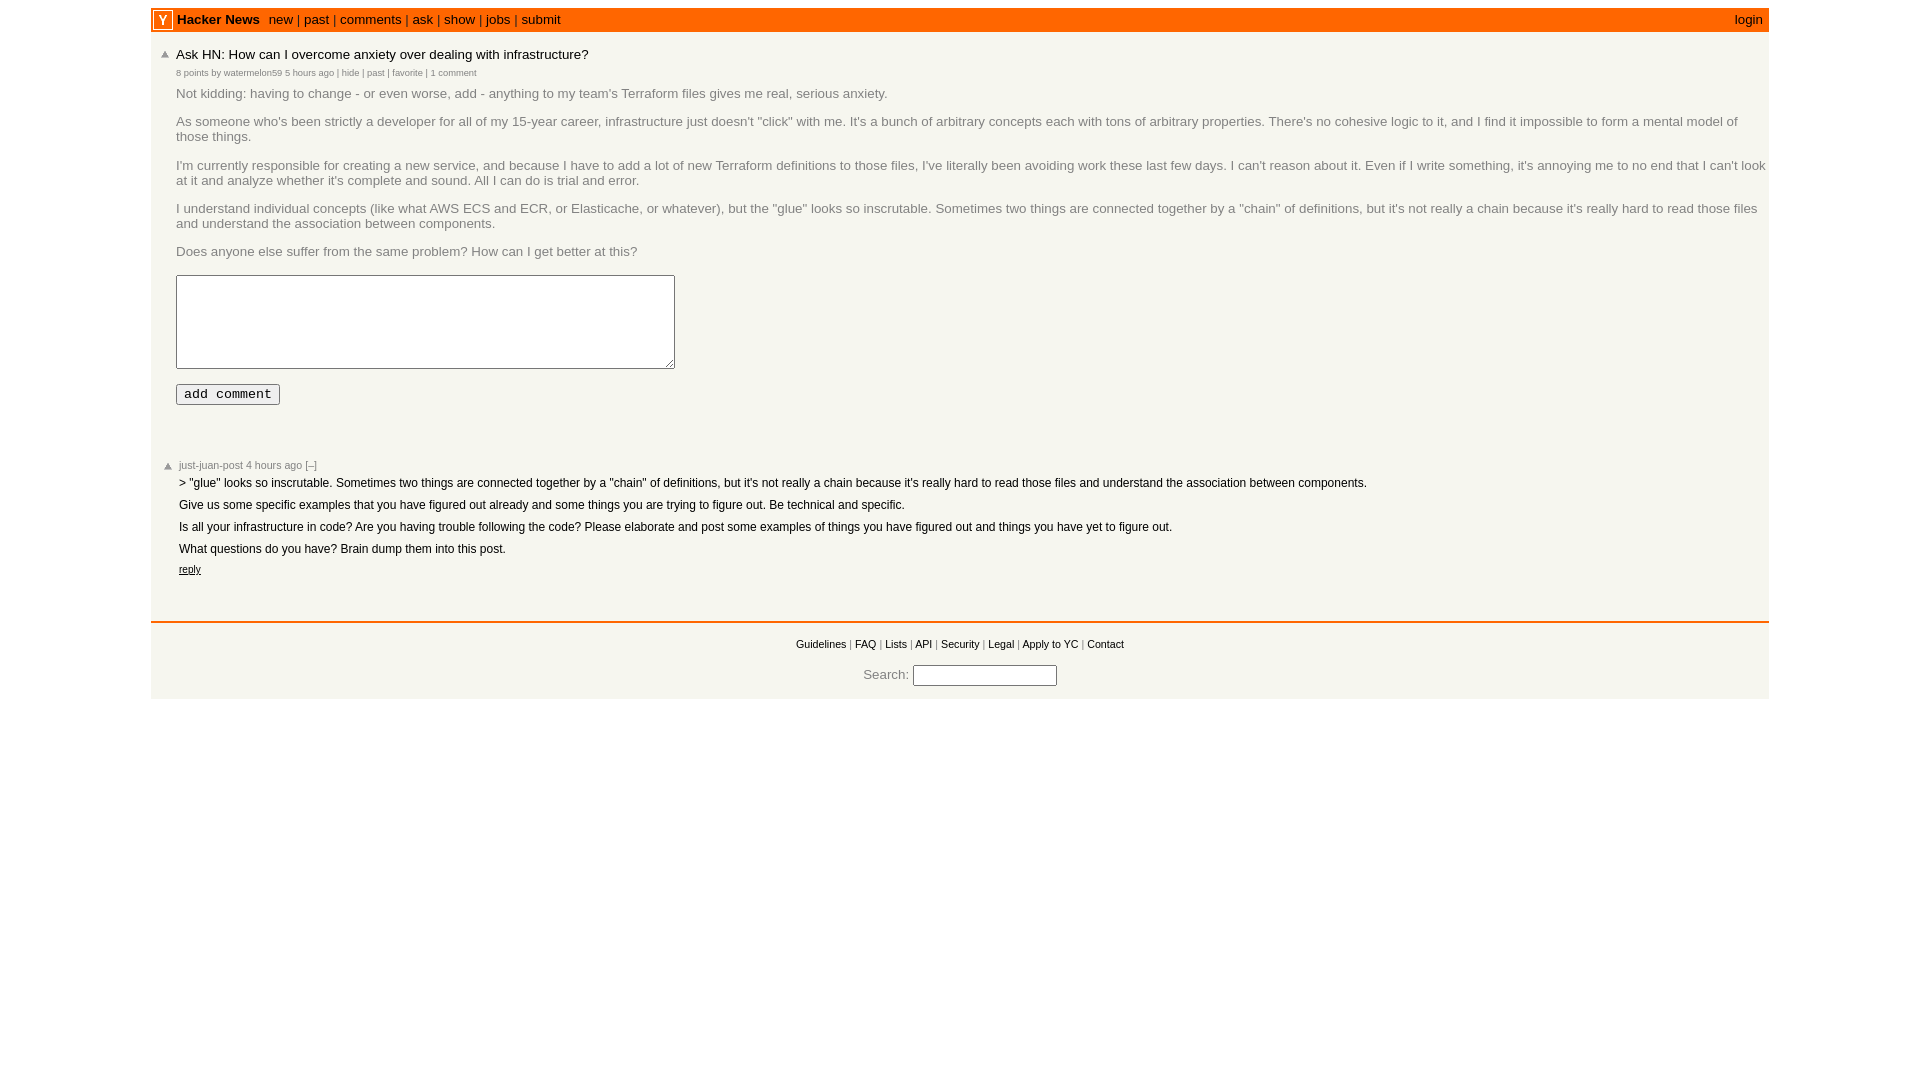 Y Hacker News new | past | comments | ask | show | jobs | submit login
Ask HN: How can I overcome anxiety over dealing with infrastructure?
8 points by watermelon59 5 hours ago | hide | past | favorite | 1 comment
Not kidding: having to change - or even worse, add - anything to my team's Terraform files gives me real, serious anxiety.
As someone who's been strictly a developer for all of my 15-year career, infrastructure just doesn't "click" with me. It's a bunch of arbitrary concepts each with tons of arbitrary properties. There's no cohesive logic to it, and I find it impossible to form a mental model of
those things.
I'm currently responsible for creating a new service, and because I have to add a lot of new Terraform definitions to those files, I've literally been avoiding work these last few days. I can't reason about it. Even if I write something, it's annoying me to no end that I can't look
at it and analyze whether it's complete and sound. All I can do is trial and error.
I understand individual concepts (like what AWS ECS and ECR, or Elasticache, or whatever), but the "glue" looks so inscrutable. Sometimes two things are connected together by a "chain" of definitions, but it's not really a chain because it's really hard to read those files
and understand the association between components.
Does anyone else suffer from the same problem? How can I get better at this?
add comment
just-juan-post 4 hours ago [–]
> "glue" looks so inscrutable. Sometimes two things are connected together by a "chain" of definitions, but it's not really a chain because it's really hard to read those files and understand the association between components.
Give us some specific examples that you have figured out already and some things you are trying to figure out. Be technical and specific.
Is all your infrastructure in code? Are you having trouble following the code? Please elaborate and post some examples of things you have figured out and things you have yet to figure out.
What questions do you have? Brain dump them into this post.
reply
Guidelines | FAQ | Lists | API | Security | Legal | Apply to YC | Contact
Search: